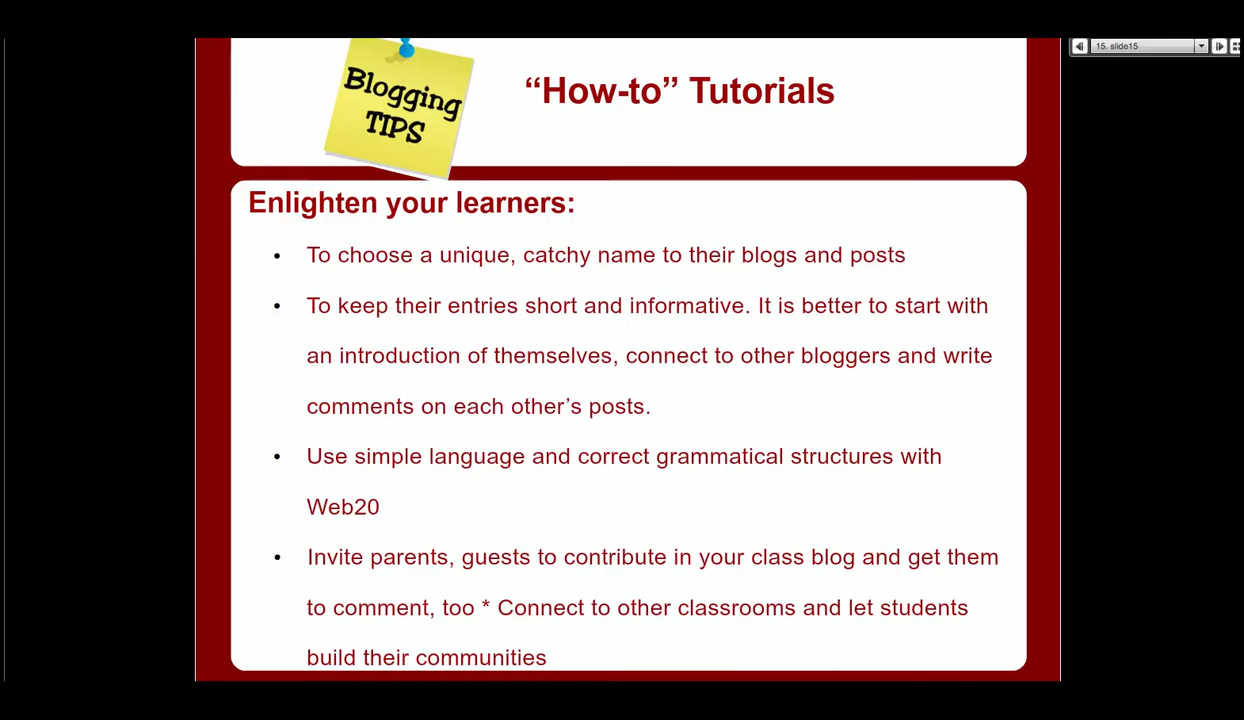 15. slide15
Blogging
TIPS
“How-to” Tutorials
Enlighten your learners:
• To choose a unique, catchy name to their blogs and posts
• To keep their entries short and informative. It is better to start with
an introduction of themselves, connect to other bloggers and write
comments on each other’s posts.
• Use simple language and correct grammatical structures with
Web20
• Invite parents, guests to contribute in your class blog and get them
to comment, too * Connect to other classrooms and let students
build their communities